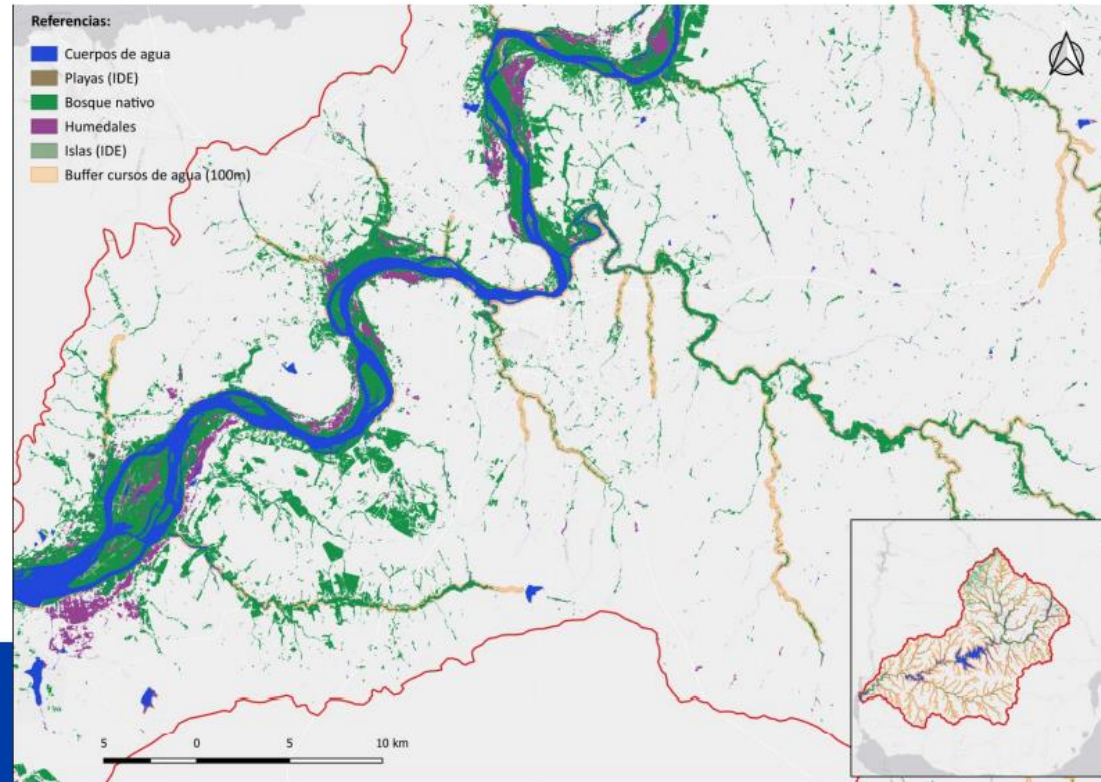 Referencias:
Cuerpos de agua
Playas (IDE)
Bosque nativo
Humedales
Islas (IDE)
Buffer cursos de agua (100m)
5 0 5 10 km